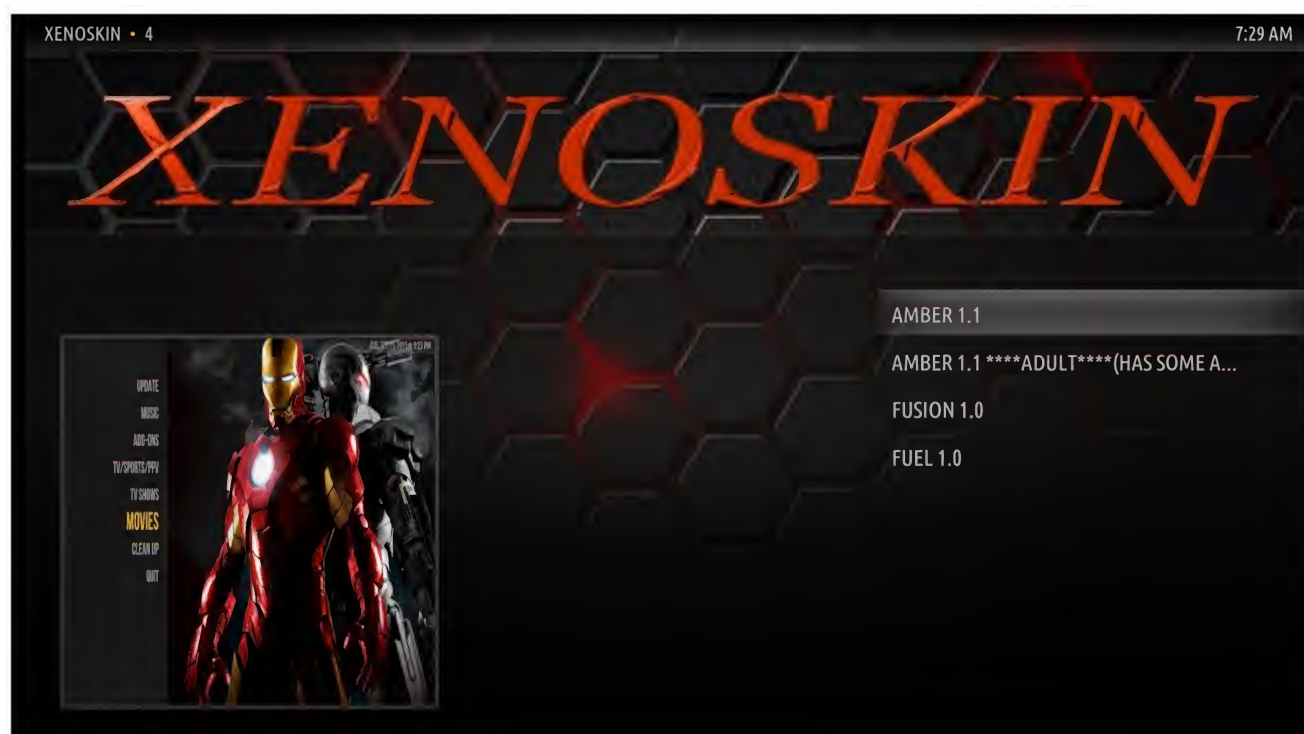 XENOSKIN • 4
7:29 AM
XENOSKIN
AMBER 1.1
AMBER 1.1 ****ADULT****(HAS SOME A...
FUSION 1.0
FUEL 1.0
UPDATE
MUSIC
ADD-ONS
TV/SPORTS/PPV
TV SHOWS
MOVIES
CLEAN UP
QUIT